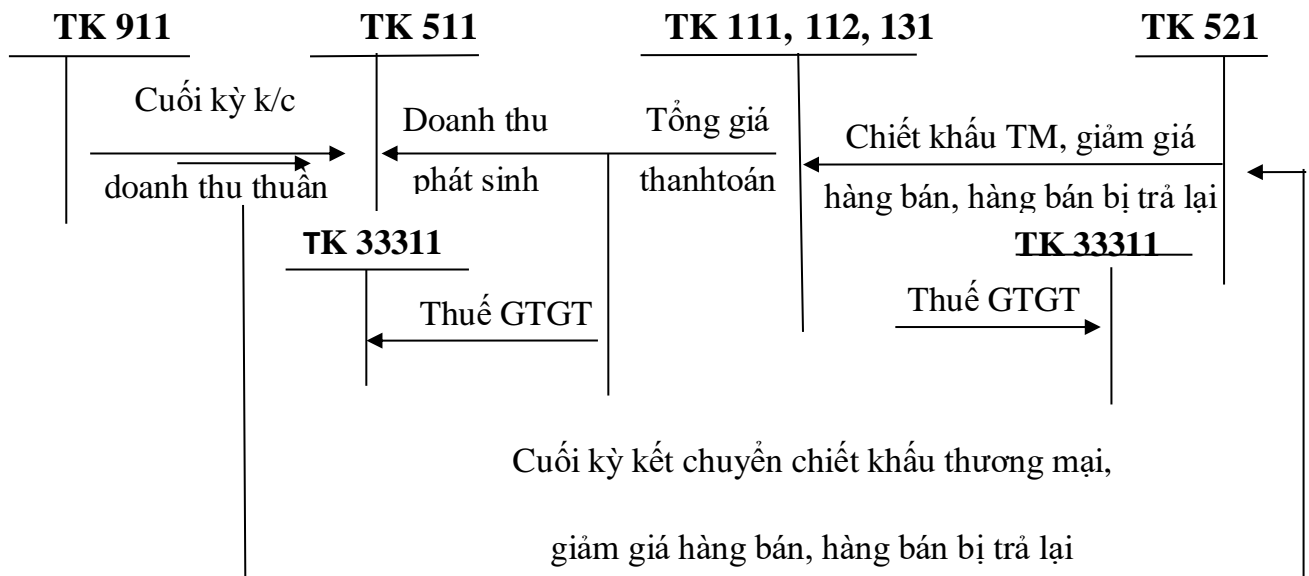 TK 911 TK 511 TK 111, 112, 131 TK 521
Cuối kỳ k/c
doanh thu thuần
Doanh thu
phát sinh
Tổng giá
thanhtoán
Chiết khấu TM, giảm giá
hàng bán, hàng bán bị trả lại
TK 33311
Thuế GTGT
TK 33311
Thuế GTGT
Cuối kỳ kết chuyển chiết khấu thương mại,
giảm giá hàng bán, hàng bán bị trả lại